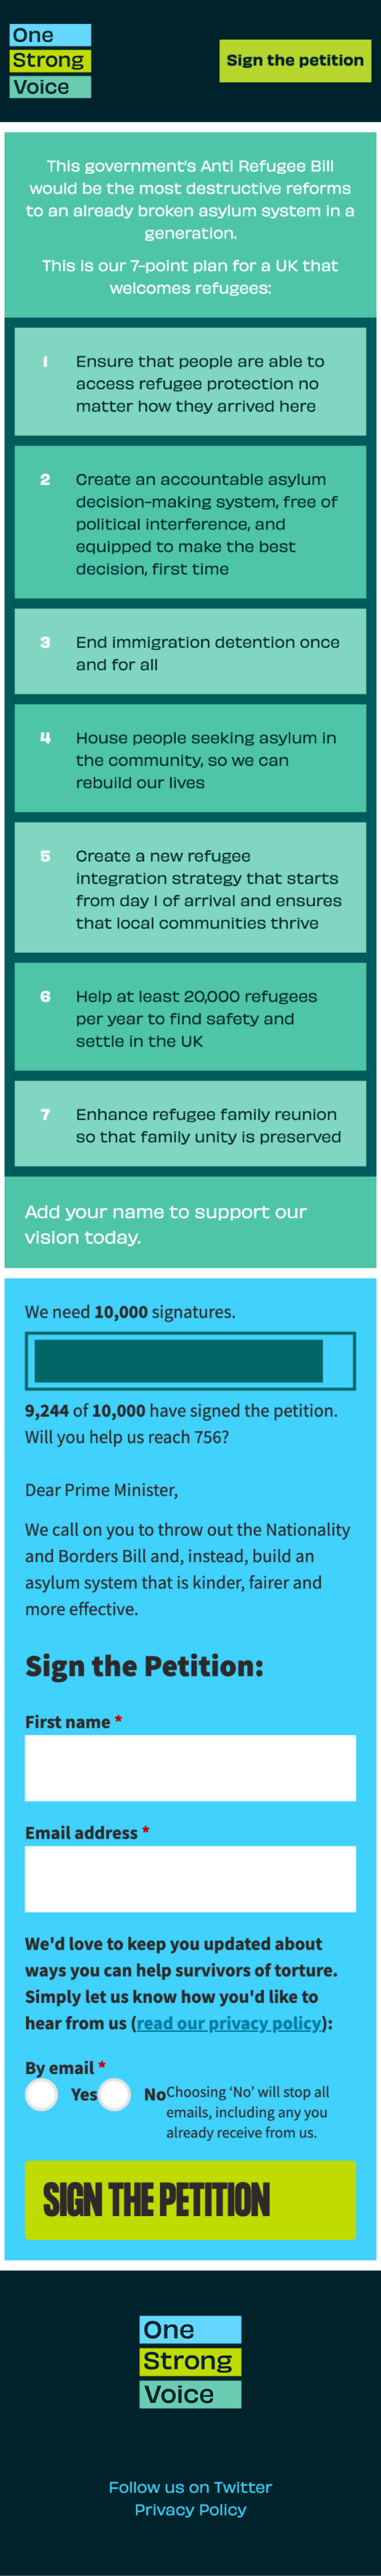 One
Strong
Voice
Sign the petition
This government's Anti Refugee Bill
would be the most destructive reforms
to an already broken asylum system in a
generation.
This is our 7-point plan for a UK that
welcomes refugees:
1 Ensure that people are able to
access refugee protection no
matter how they arrived here
2 Create an accountable asylum
decision-making system, free of
political interference, and
equipped to make the best
decision, first time
3 End immigration detention once
and for all
4 House people seeking asylum in
the community, so we can
rebuild our lives
5 Create a new refugee
integration strategy that starts
from day 1 of arrival and ensures
that local communities thrive
6 Help at least 20,000 refugees
per year to find safety and
settle in the UK
7 Enhance refugee family reunion
so that family unity is preserved
Add your name to support our
vision today.
We need 10,000 signatures.
9,244 of 10,000 have signed the petition.
Will you help us reach 756?
Dear Prime Minister,
We call on you to throw out the Nationality
and Borders Bill and, instead, build an
asylum system that is kinder, fairer and
more effective.
Sign the Petition:
First name *
Email address *
We'd love to keep you updated about
ways you can help survivors of torture.
Simply let us know how you'd like to
hear from us (read our privacy policy):
By email *
Yes No Choosing 'No' will stop all
emails, including any you
already receive from us.
SIGN THE PETITION
One
Strong
Voice
Follow us on Twitter
Privacy Policy